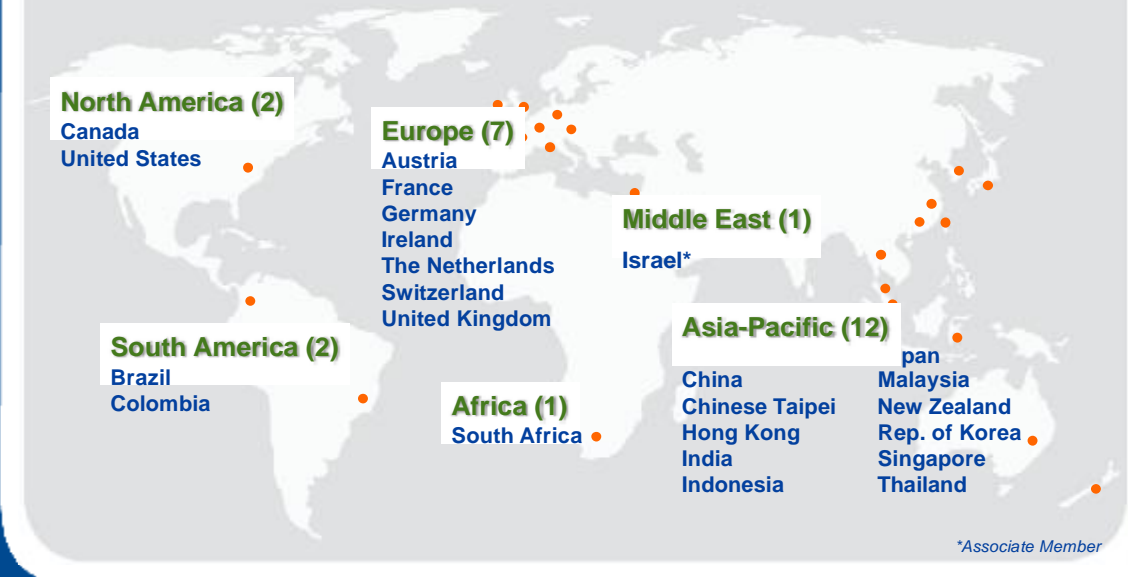 North America (2)
Canada
United States
Europe (7)
Austria
France
Germany
Ireland
The Netherlands
Switzerland
United Kingdom
Middle East (1)
Israel*
South America (2)
Brazil
Colombia
Africa (1)
South Africa
Asia-Pacific (12)
China
Chinese Taipei
Hong Kong
India
Indonesia
pan
Malaysia
New Zealand
Rep. of Korea
Singapore
Thailand
*Associate Member